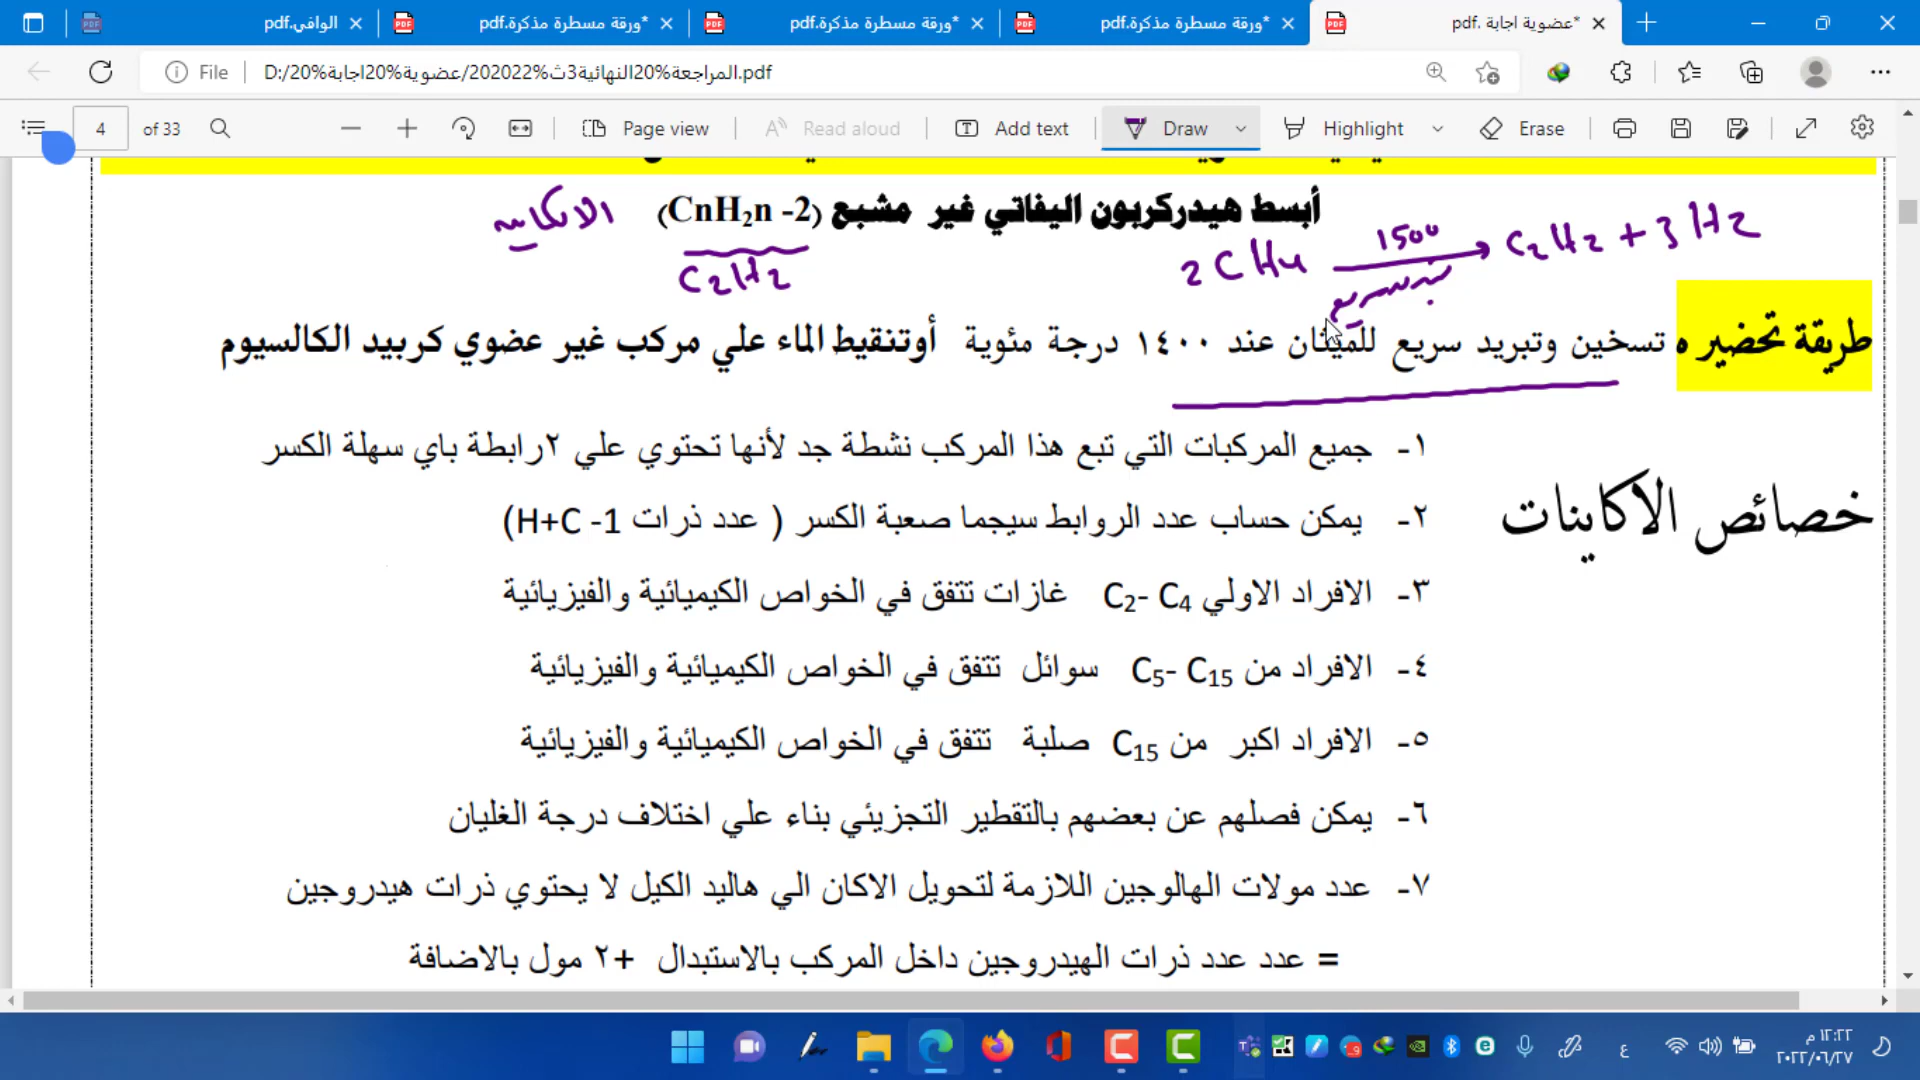 الوافي.pdf
*ورقة مسطرة مذكرة.pdf
*ورقة مسطرة مذكرة.pdf
*ورقة مسطرة مذكرة.pdf
*عضوية اجابة .pdf
File
D:/المراجعة%20النهائية3ث%202022/عضوية%20اجابة%20.pdf
4 of 33
Page view
Read aloud
Add text
Draw
Highlight
Erase
أبسط هيدركربون اليفاتي غير مشبع (CnH₂n -2)
C2H2
2CH4 1500 C2H2 + 3H2
تبريد سريع
طريقة تحضيره تسخين وتبريد سريع للميثان عند ١٤٠٠ درجة مئوية أوتنقيط الماء علي مركب غير عضوي كربيد الكالسيوم
خصائص الالكاينات
١- جميع المركبات التي تبع هذا المركب نشطة جد لأنها تحتوي علي ٢رابطة باي سهلة الكسر
٢- يمكن حساب عدد الروابط سيجما صعبة الكسر ( عدد ذرات H+C -1)
٣- الافراد الاولي C₂- C₄ غازات تتفق في الخواص الكيميائية والفيزيائية
٤- الافراد من C₅- C₁₅ سوائل تتفق في الخواص الكيميائية والفيزيائية
٥- الافراد اكبر من C₁₅ صلبة تتفق في الخواص الكيميائية والفيزيائية
٦- يمكن فصلهم عن بعضهم بالتقطير التجزيئي بناء علي اختلاف درجة الغليان
٧- عدد مولات الهالوجين اللازمة لتحويل الاكان الي هاليد الكيل لا يحتوي ذرات هيدروجين
= عدد عدد ذرات الهيدروجين داخل المركب بالاستبدال +٢ مول بالاضافة
ع
١٢:٢٢ م
٢٠٢٢/٠٦/٢٧